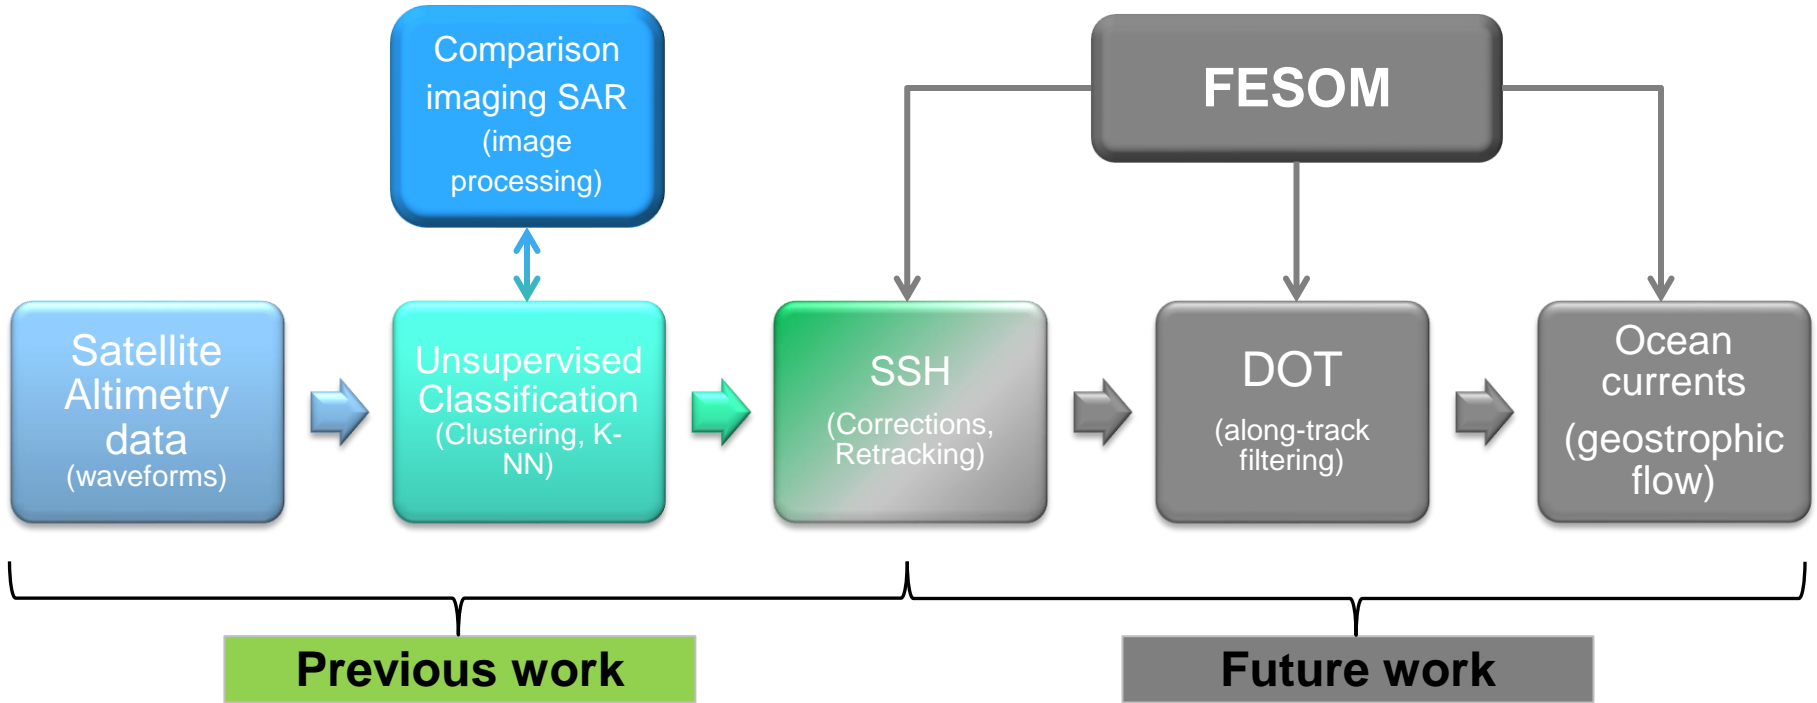 Comparison
imaging SAR
(image
processing)
FESOM
Satellite
Altimetry
data
(waveforms)
Unsupervised
Classification
(Clustering, K-
NN)
SSH
(Corrections,
Retracking)
DOT
(along-track
filtering)
Ocean
currents
(geostrophic
flow)
Previous work
Future work